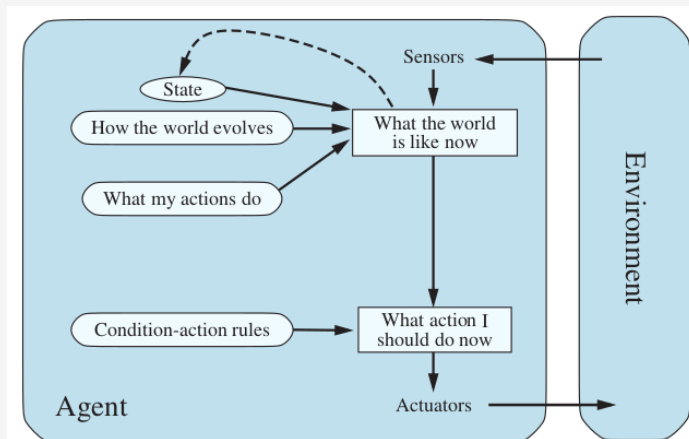 Sensors
State
How the world evolves
What the world
is like now
What my actions do
Environment
Condition-action rules
What action I
should do now
Agent
Actuators